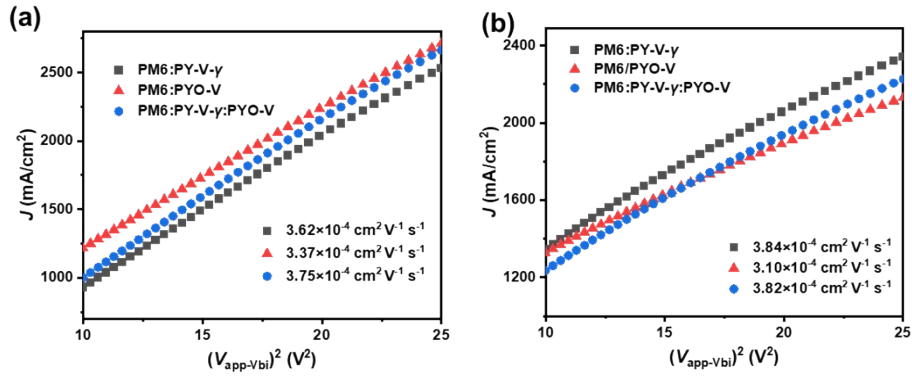 (a)
PM6:PY-V-γ
PM6:PYO-V
PM6:PY-V-γ:PYO-V
3.62×10⁻⁴ cm² V⁻¹ s⁻¹
3.37×10⁻⁴ cm² V⁻¹ s⁻¹
3.75×10⁻⁴ cm² V⁻¹ s⁻¹
J (mA/cm²)
2500
2000
1500
1000
10 15 20 25
(Vapp-Vbi)² (V²)
(b)
PM6:PY-V-γ
PM6/PYO-V
PM6:PY-V-γ:PYO-V
3.84×10⁻⁴ cm² V⁻¹ s⁻¹
3.10×10⁻⁴ cm² V⁻¹ s⁻¹
3.82×10⁻⁴ cm² V⁻¹ s⁻¹
J (mA/cm²)
2400
2000
1600
1200
10 15 20 25
(Vapp-Vbi)² (V²)